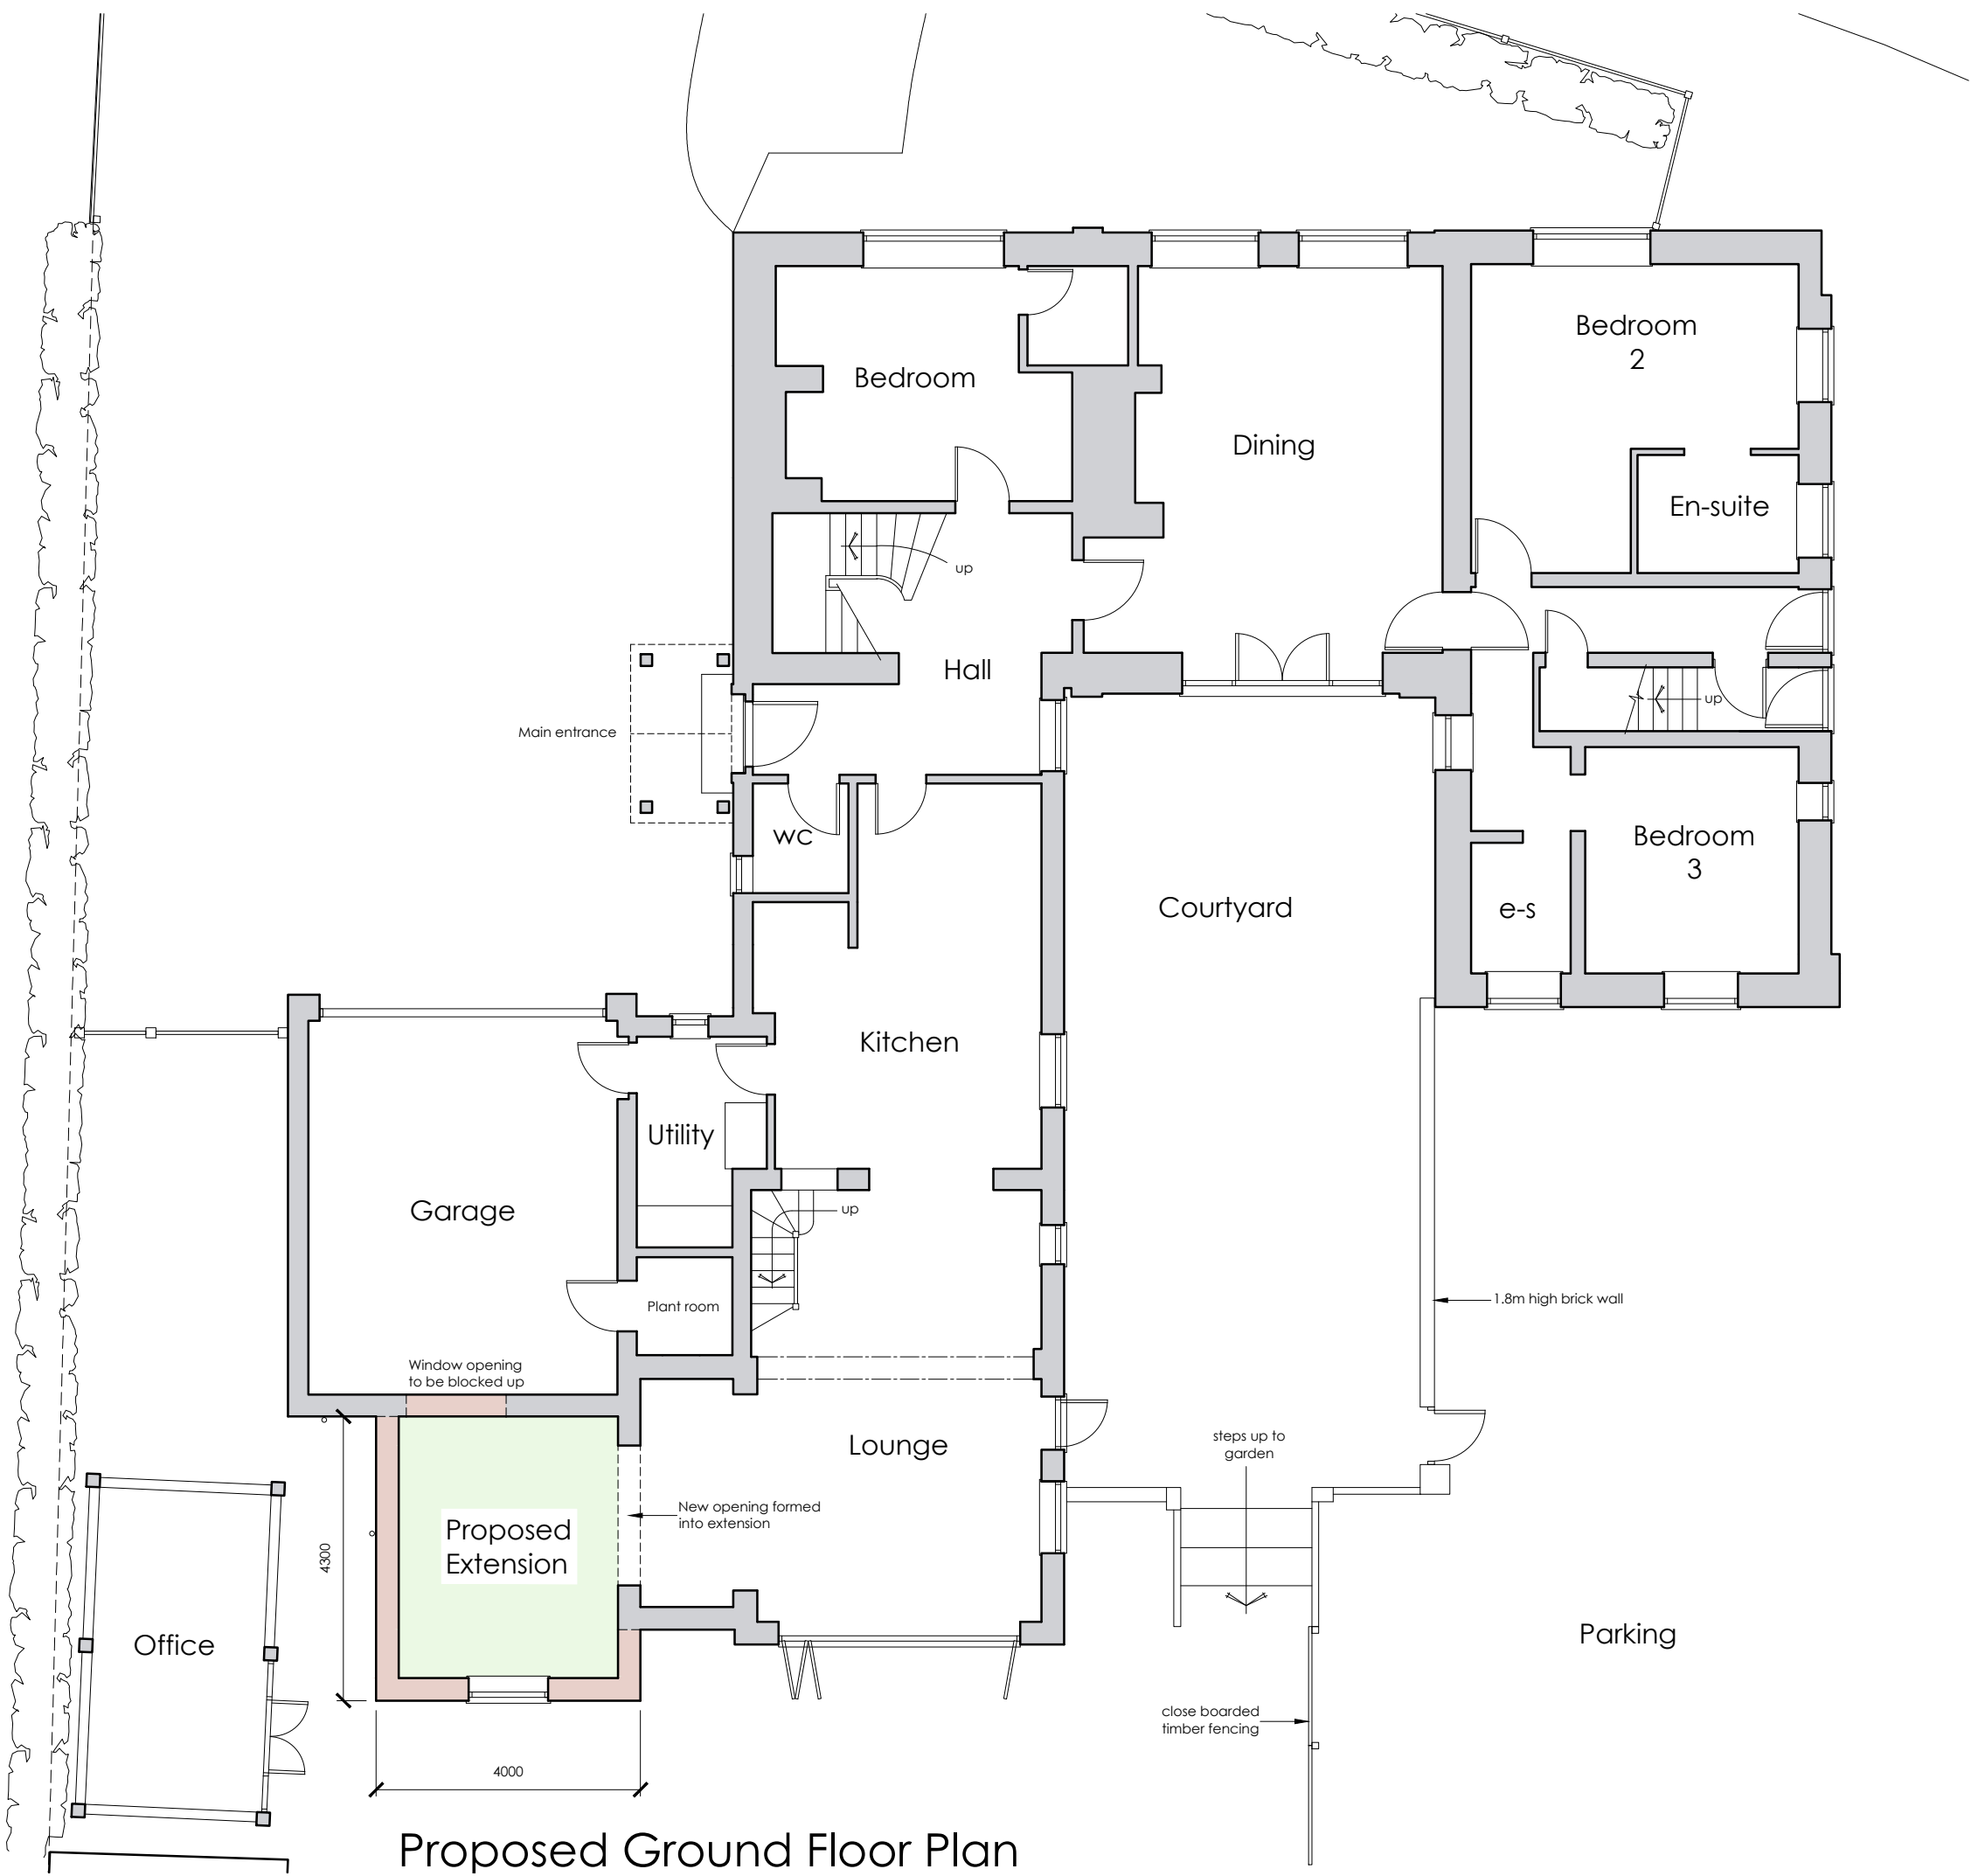 Bedroom
2
Bedroom
Dining
En-suite
up
Hall
up
Main entrance
wc
Bedroom
3
Courtyard
e-s
Kitchen
Utility
Garage
up
Plant room
1.8m high brick wall
Window opening
to be blocked up
Lounge
steps up to
garden
New opening formed
into extension
Proposed
Extension
4300
Office
Parking
close boarded
timber fencing
4000
Proposed Ground Floor Plan